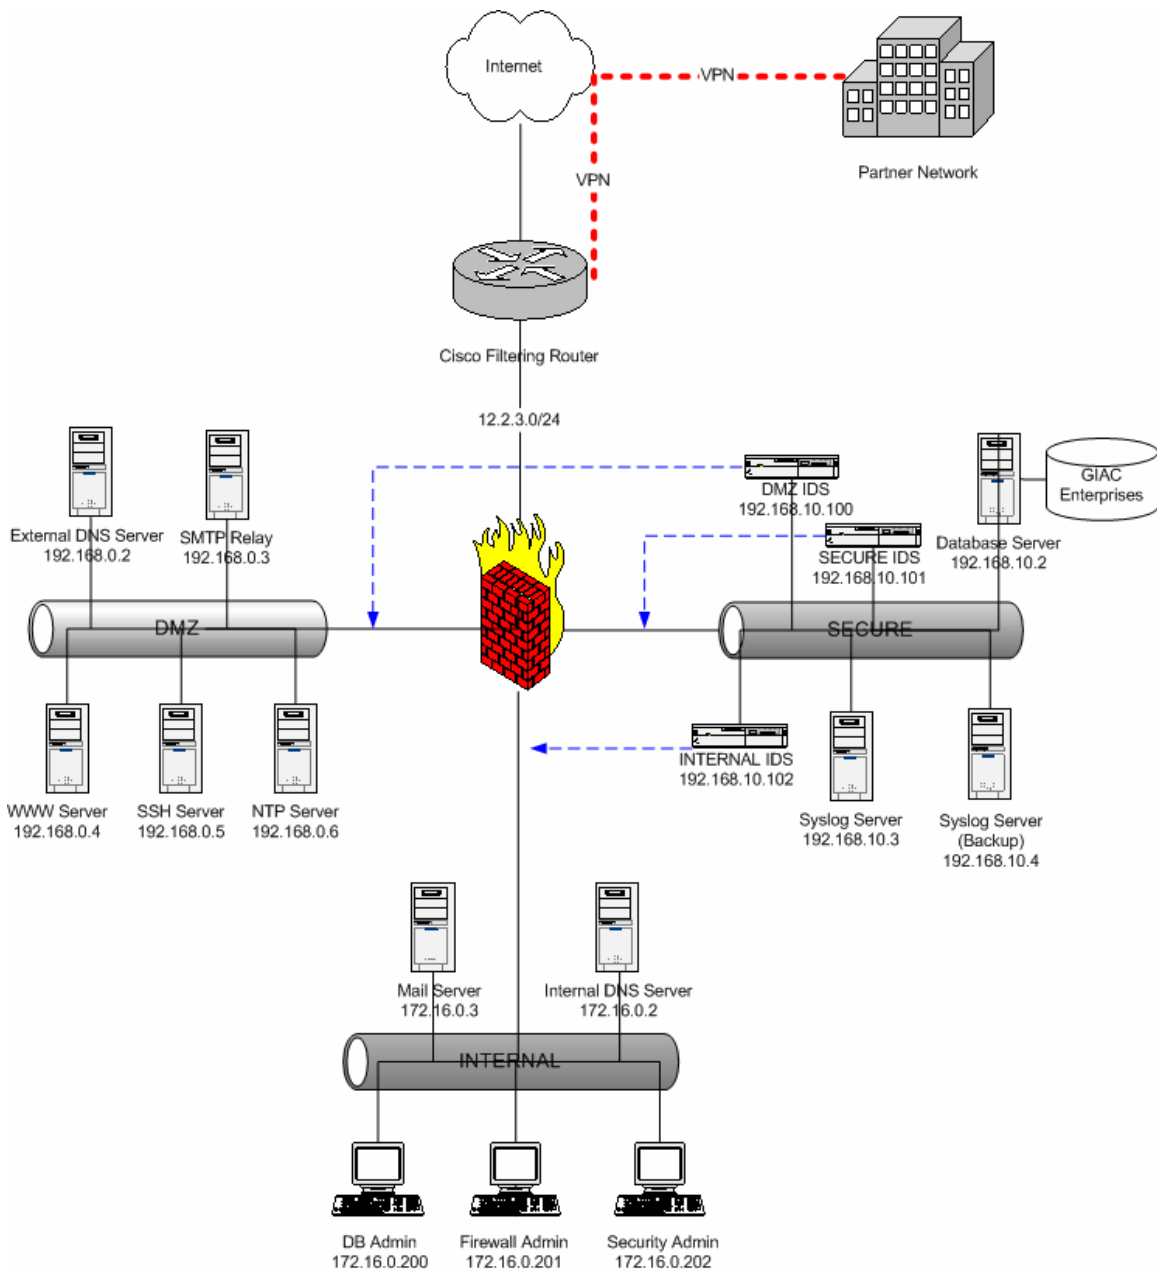 Internet
VPN
Partner Network
VPN
Cisco Filtering Router
12.2.3.0/24
External DNS Server
192.168.0.2
SMTP Relay
192.168.0.3
DMZ IDS
192.168.10.100
SECURE IDS
192.168.10.101
Database Server
192.168.10.2
GIAC
Enterprises
DMZ
SECURE
WWW Server
192.168.0.4
SSH Server
192.168.0.5
NTP Server
192.168.0.6
INTERNAL IDS
192.168.10.102
Syslog Server
192.168.10.3
Syslog Server
(Backup)
192.168.10.4
Mail Server
172.16.0.3
Internal DNS Server
172.16.0.2
INTERNAL
DB Admin
172.16.0.200
Firewall Admin
172.16.0.201
Security Admin
172.16.0.202